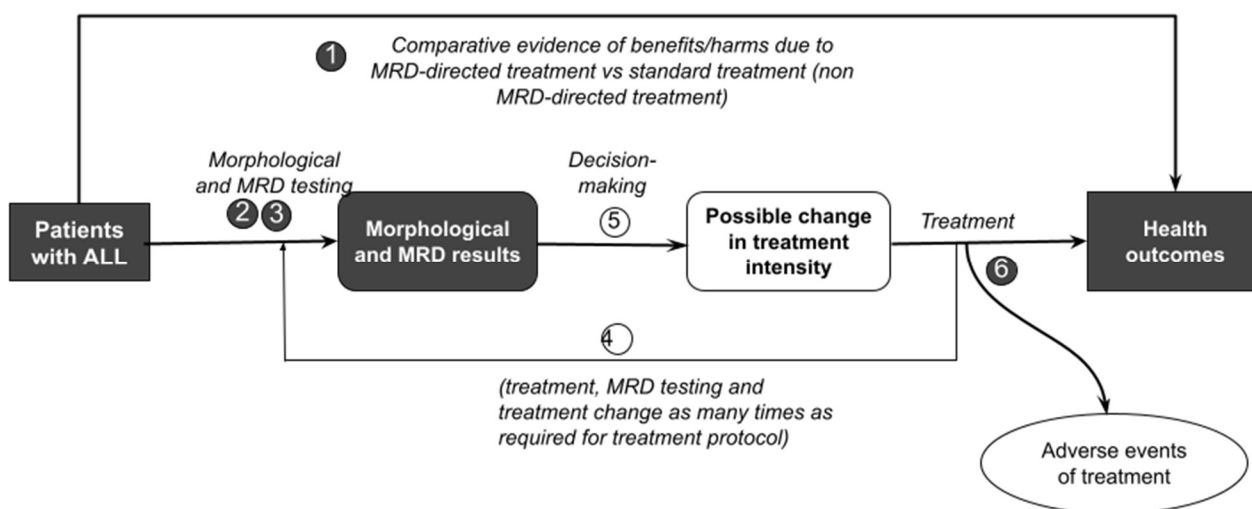 1
Comparative evidence of benefits/harms due to
MRD-directed treatment vs standard treatment (non
MRD-directed treatment)
Morphological
and MRD testing
2 3
Decision-
making
5
Treatment
6
Patients
with ALL
Morphological
and MRD results
Possible change
in treatment
intensity
Health
outcomes
4
(treatment, MRD testing and
treatment change as many times as
required for treatment protocol)
Adverse events
of treatment